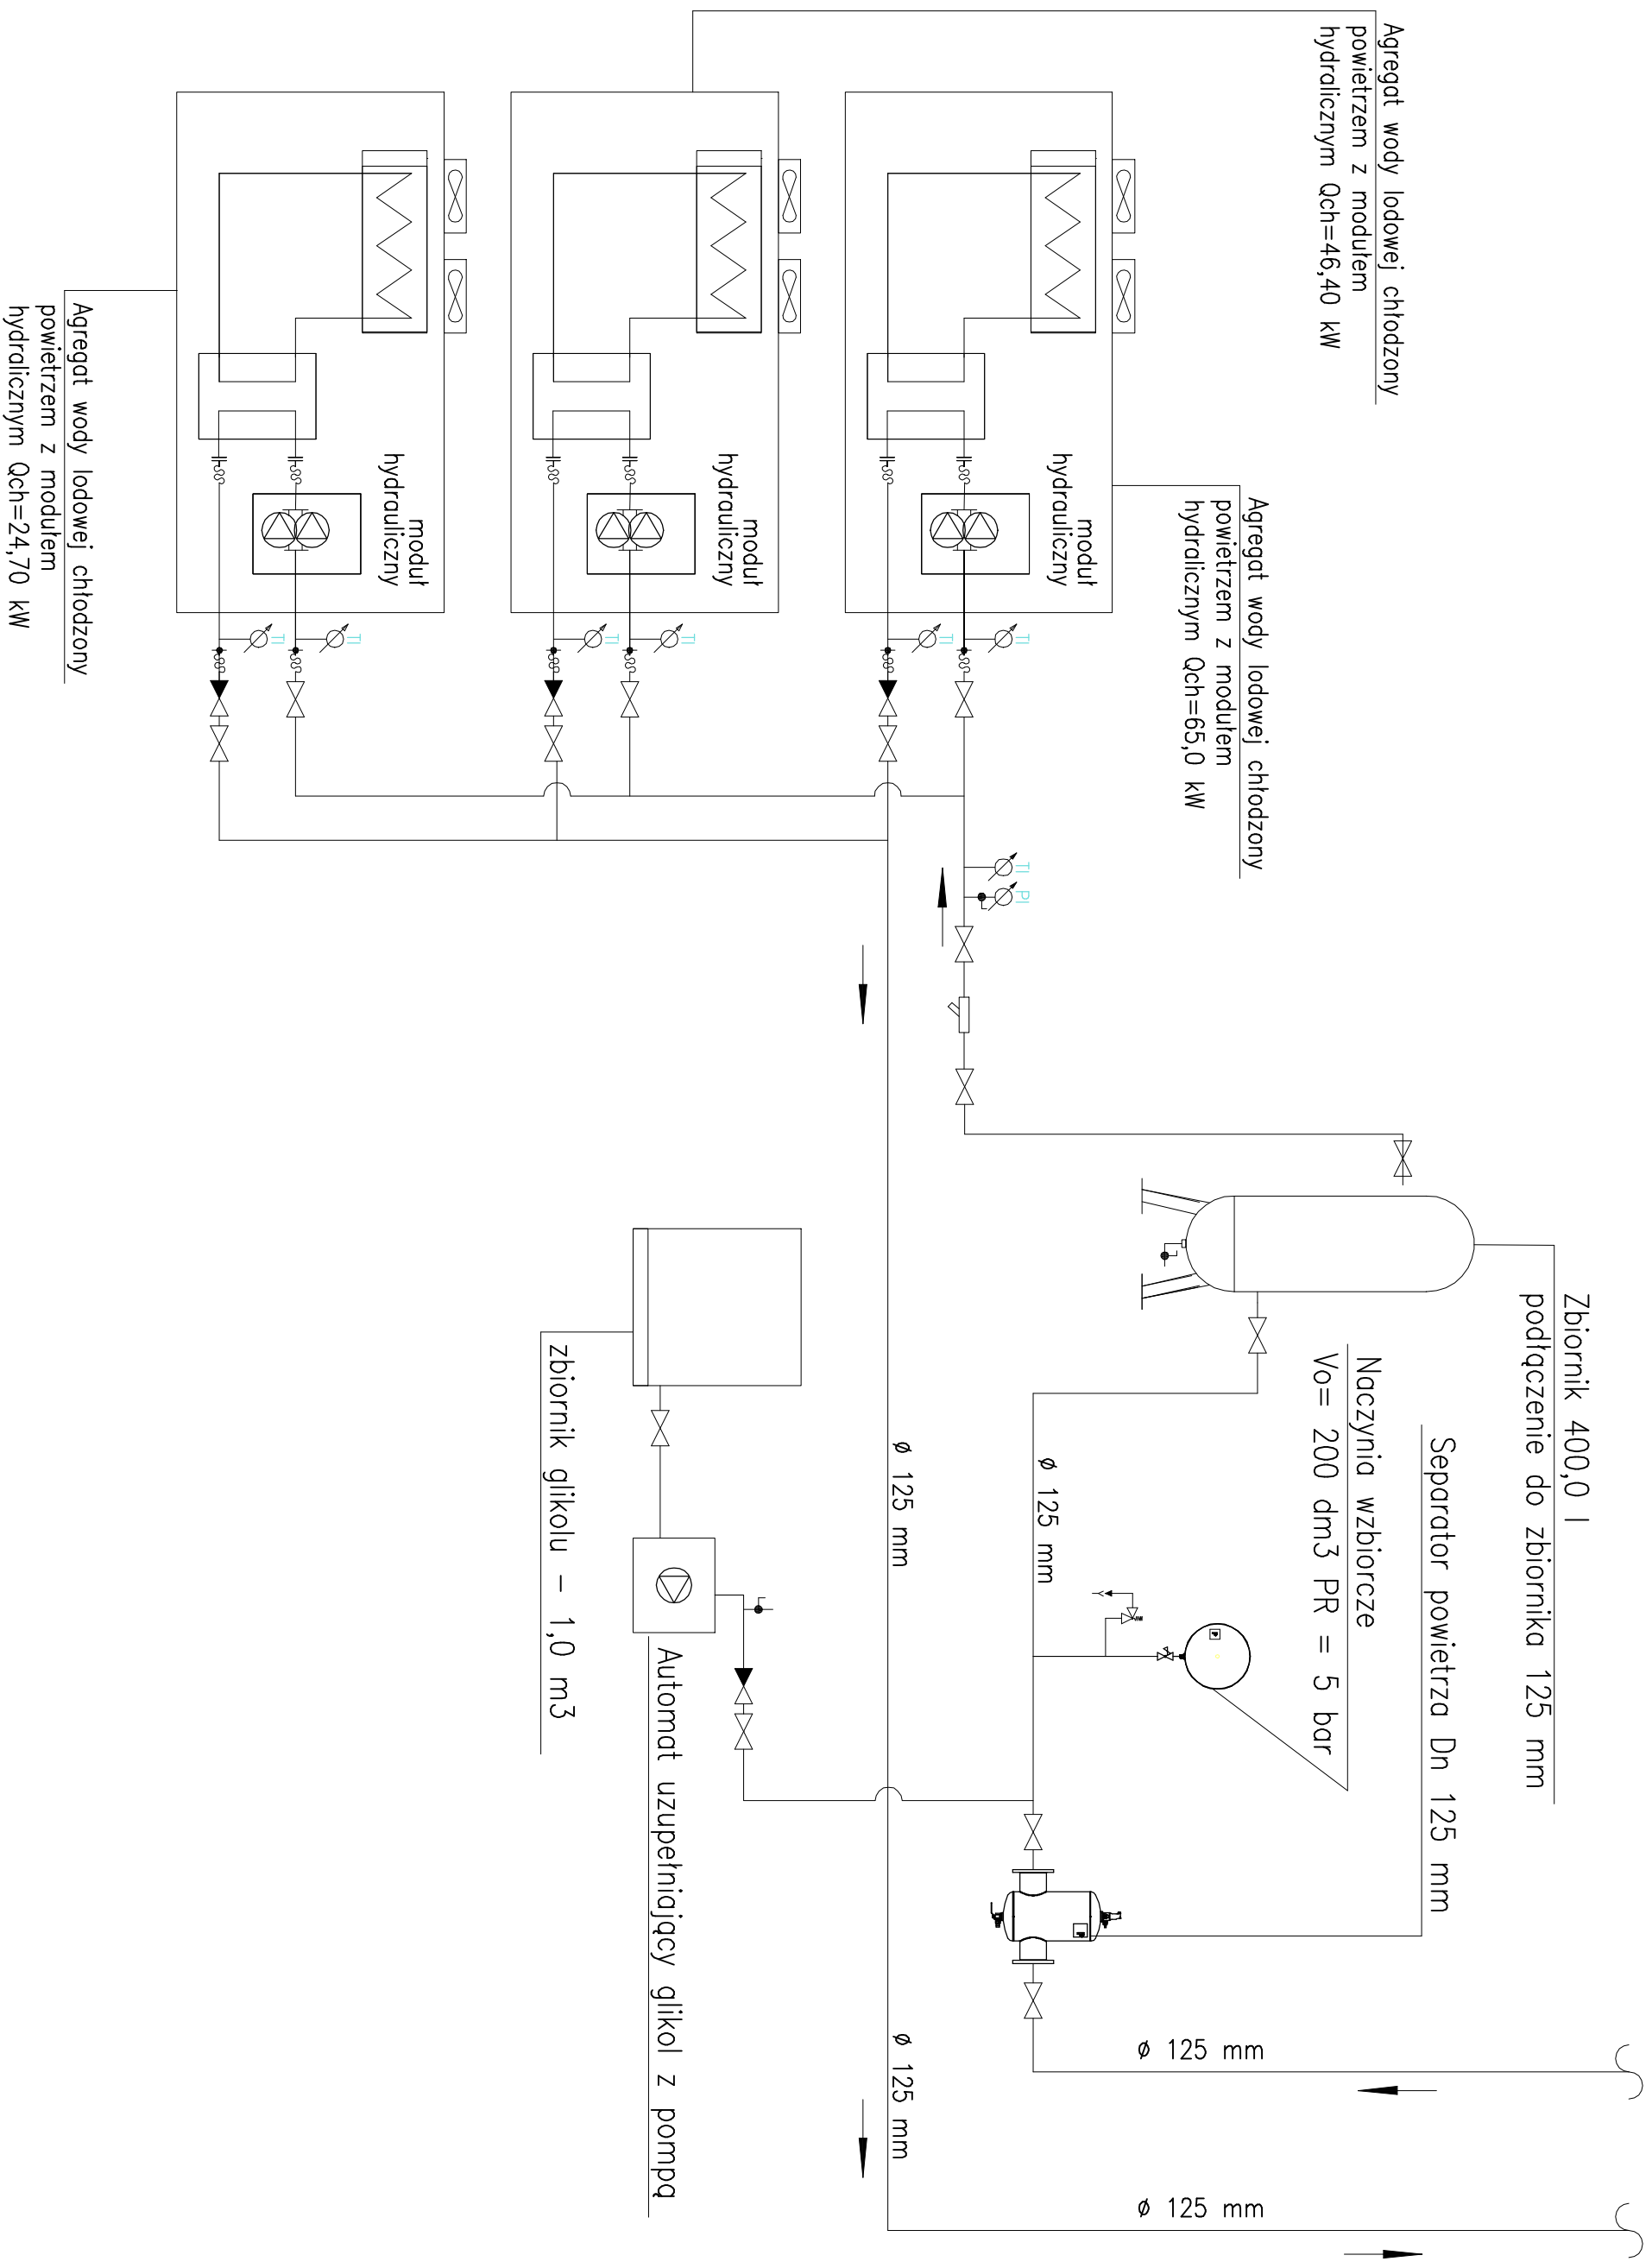 Agregat wody lodowej chłodzony
powietrzem z modułem
hydralicznym Qch=46,40 kW
Agregat wody lodowej chłodzony
powietrzem z modułem
hydralicznym Qch=65,0 kW
Agregat wody lodowej chłodzony
powietrzem z modułem
hydralicznym Qch=24,70 kW
moduł
hydrauliczny
moduł
hydrauliczny
moduł
hydrauliczny
TI
TI
TI
TI
TI
TI
TI
PI
Zbiornik 400,0 l
podłączenie do zbiornika 125 mm
Separator powietrza Dn 125 mm
Naczynia wzbiorcze
Vo= 200 dm3 PR = 5 bar
ø 125 mm
ø 125 mm
zbiornik glikolu – 1,0 m3
Automat uzupełniający glikol z pompą
ø 125 mm
ø 125 mm
ø 125 mm